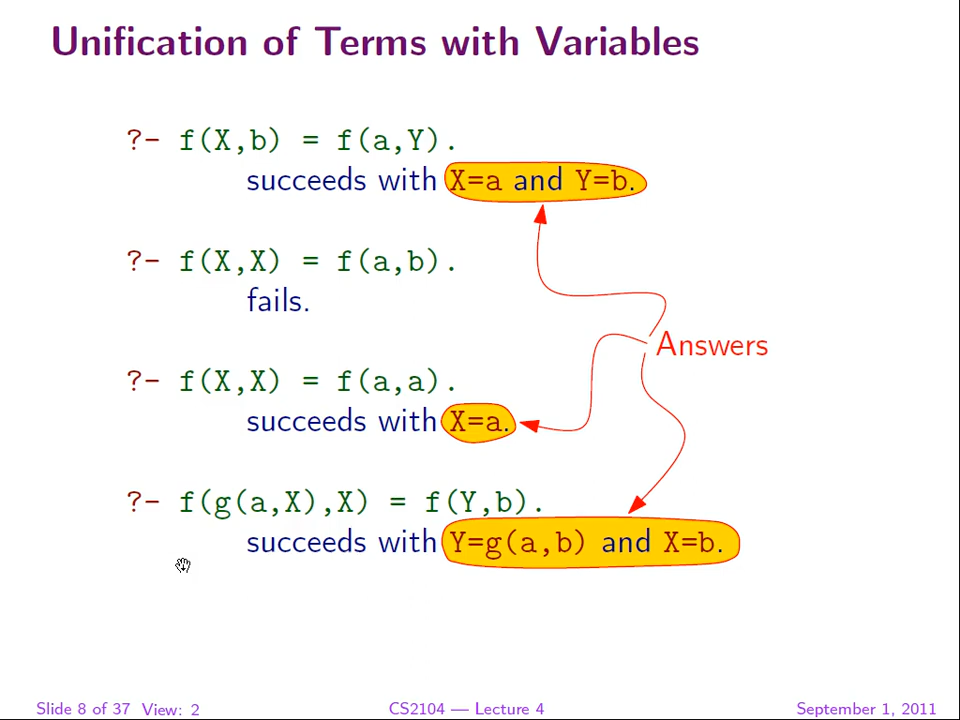 Unification of Terms with Variables
?- f(X,b) = f(a,Y).
succeeds with X=a and Y=b.
?- f(X,X) = f(a,b).
fails.
Answers
?- f(X,X) = f(a,a).
succeeds with X=a.
?- f(g(a,X),X) = f(Y,b).
succeeds with Y=g(a,b) and X=b.
Slide 8 of 37 View: 2 CS2104 — Lecture 4 September 1, 2011